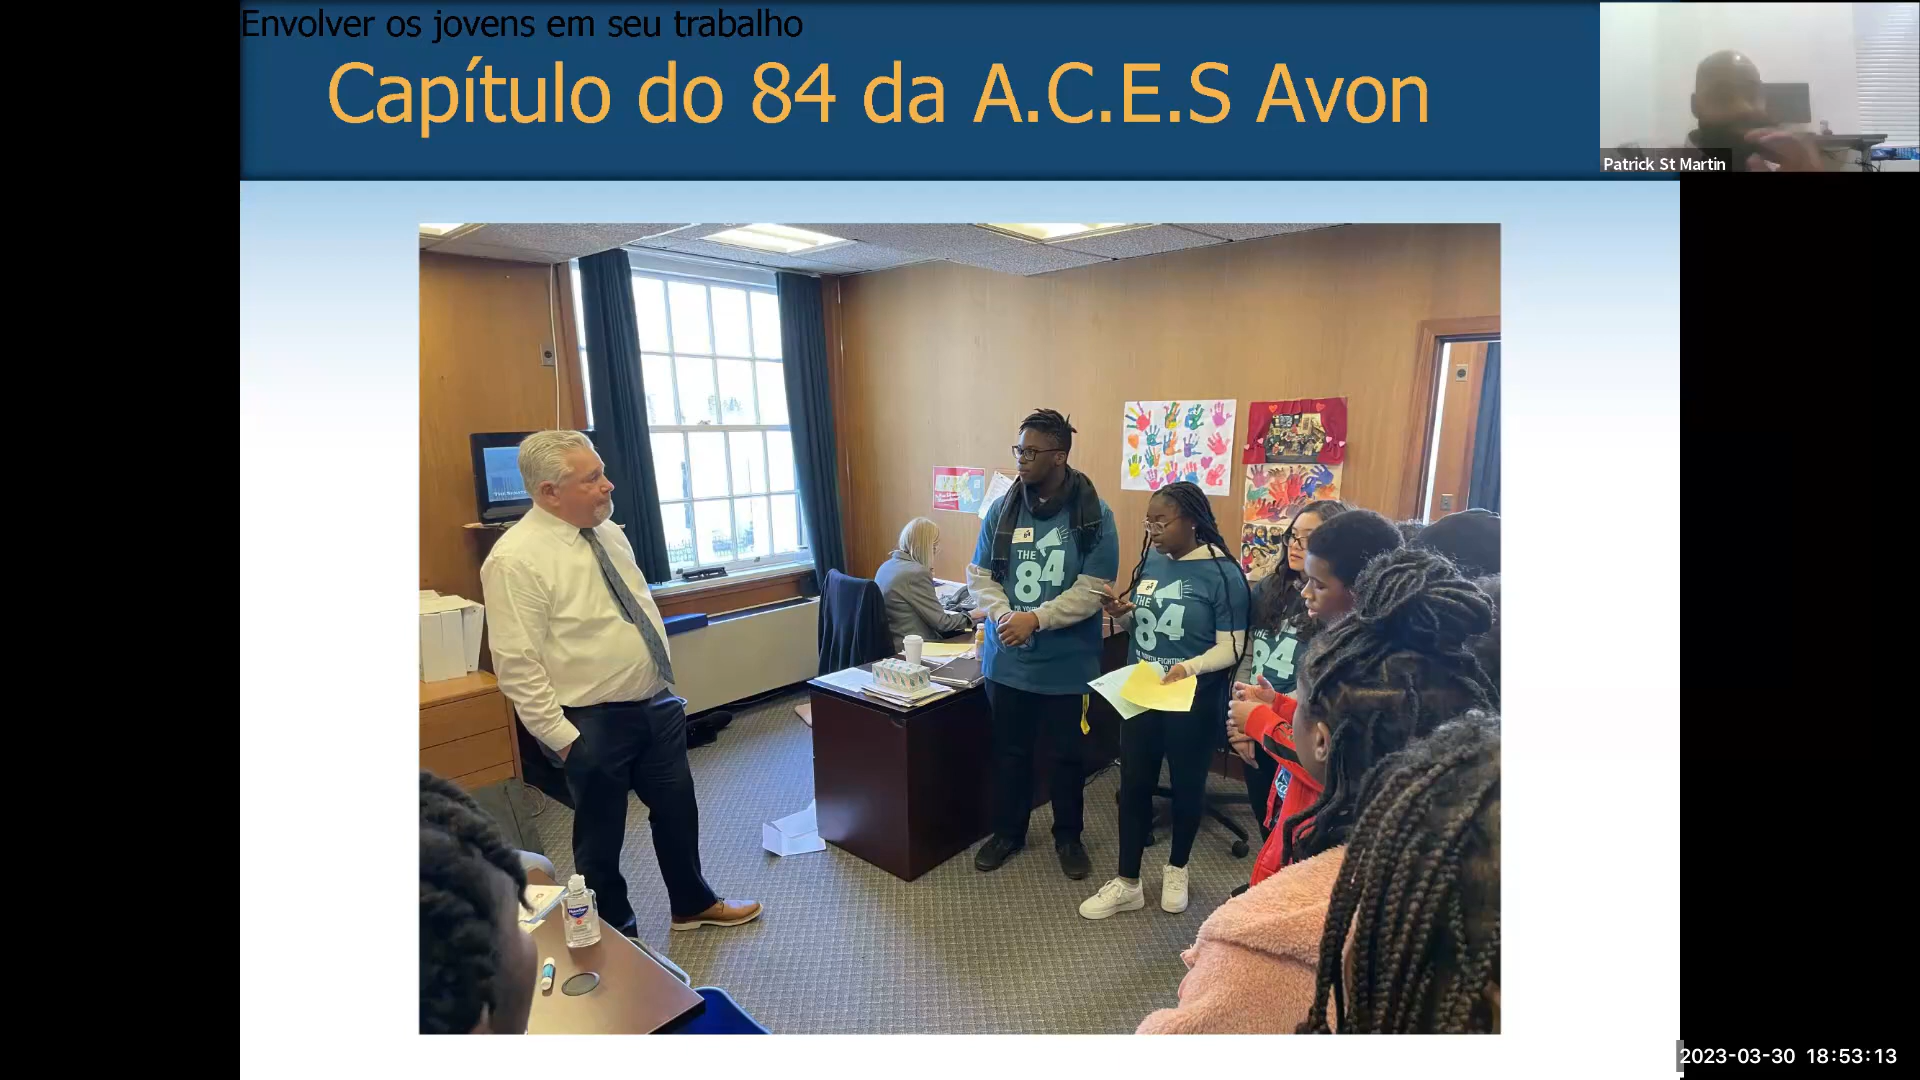 Envolver os jovens em seu trabalho
Capítulo do 84 da A.C.E.S Avon
Patrick St Martin
THE
84
THE
84
THE
84
2023-03-30 18:53:13